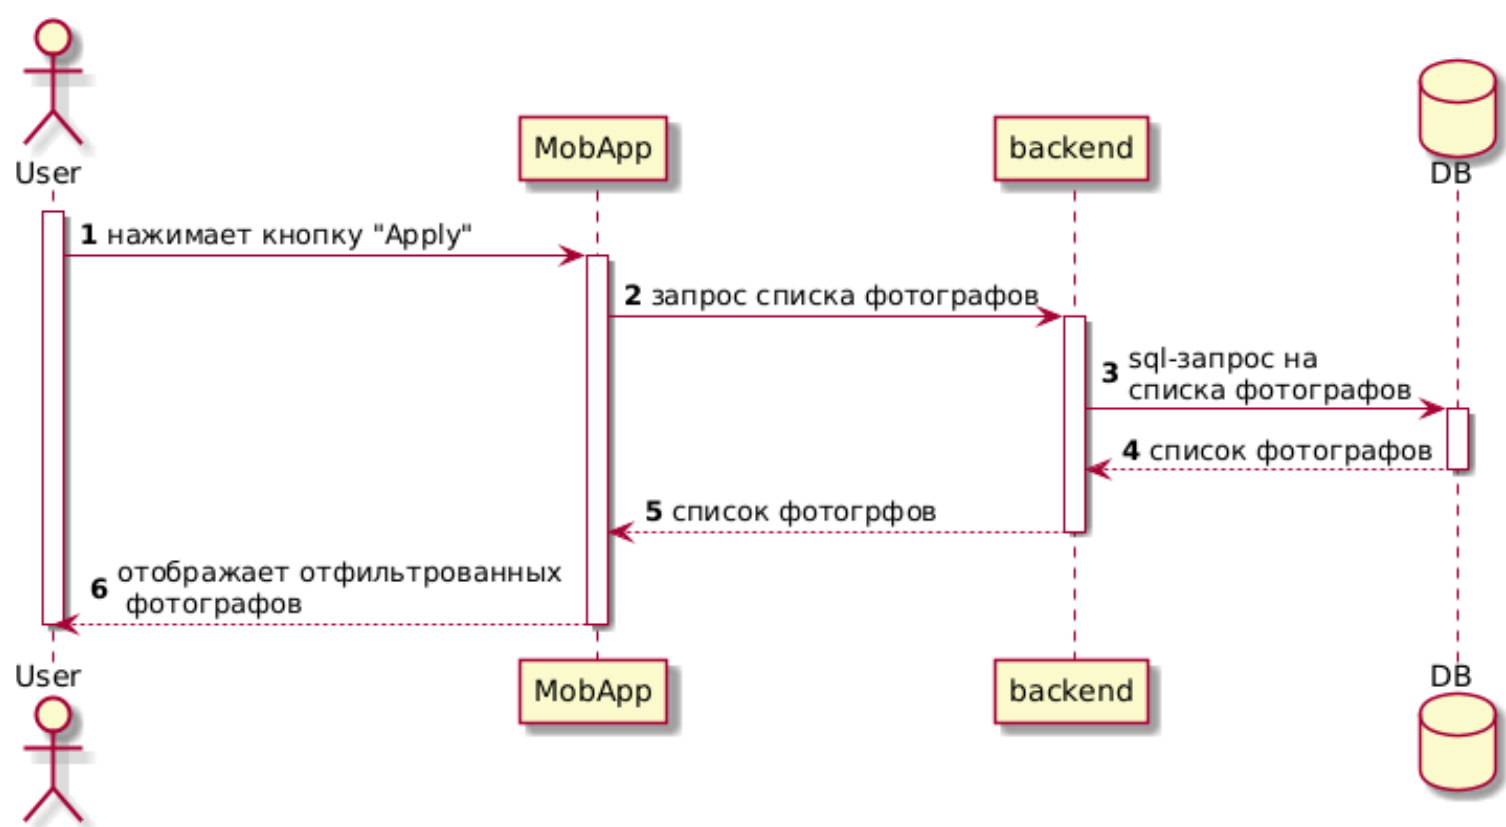 User
MobApp
backend
DB
1 нажимает кнопку "Apply"
2 запрос списка фотографов
3 sql-запрос на
списка фотографов
4 список фотографов
5 список фотогрфов
6 отображает отфильтрованных
фотографов
User
MobApp
backend
DB